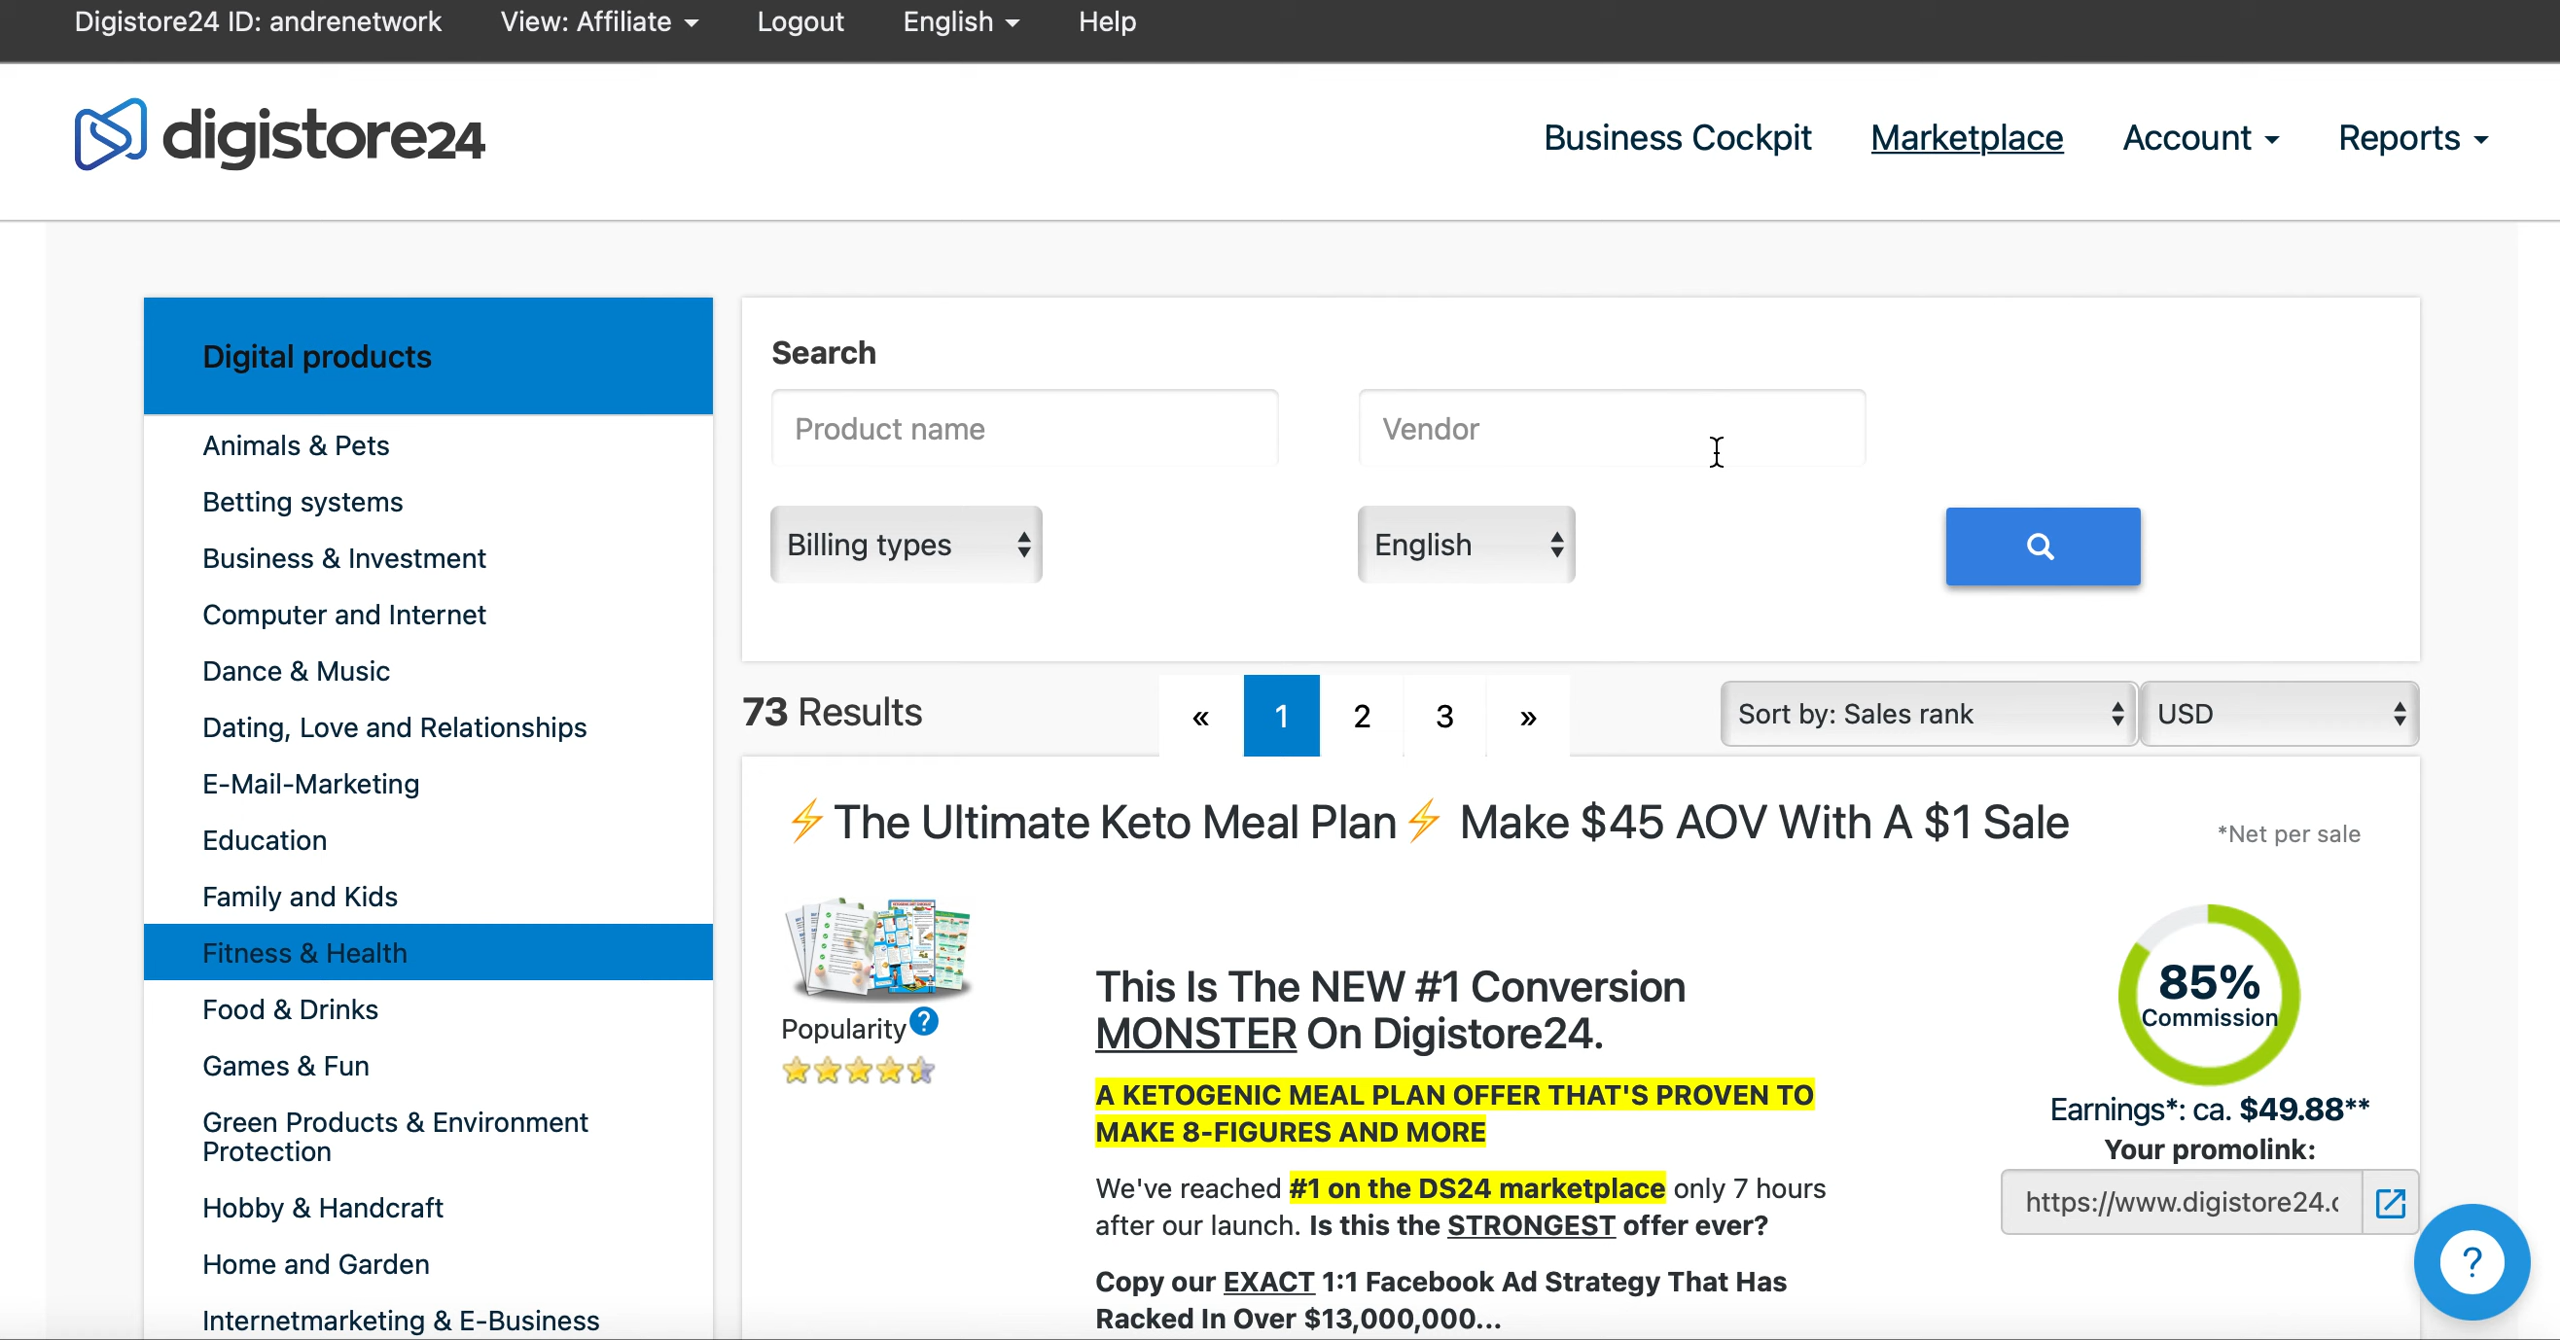 Digistore24 ID: andrenetwork View: Affiliate Logout English Help
digistore24
Business Cockpit Marketplace Account Reports
Digital products
Animals & Pets
Betting systems
Business & Investment
Computer and Internet
Dance & Music
Dating, Love and Relationships
E-Mail-Marketing
Education
Family and Kids
Fitness & Health
Food & Drinks
Games & Fun
Green Products & Environment
Protection
Hobby & Handcraft
Home and Garden
Internetmarketing & E-Business
Search
Product name Vendor
Billing types English
73 Results « 1 2 3 » Sort by: Sales rank USD
⚡The Ultimate Keto Meal Plan⚡ Make $45 AOV With A $1 Sale
*Net per sale
Popularity ?
This Is The NEW #1 Conversion
MONSTER On Digistore24.
A KETOGENIC MEAL PLAN OFFER THAT'S PROVEN TO
MAKE 8-FIGURES AND MORE
We've reached #1 on the DS24 marketplace only 7 hours
after our launch. Is this the STRONGEST offer ever?
Copy our EXACT 1:1 Facebook Ad Strategy That Has
Racked In Over $13,000,000...
85%
Commission
Earnings*: ca. $49.88**
Your promolink:
https://www.digistore24.c
?